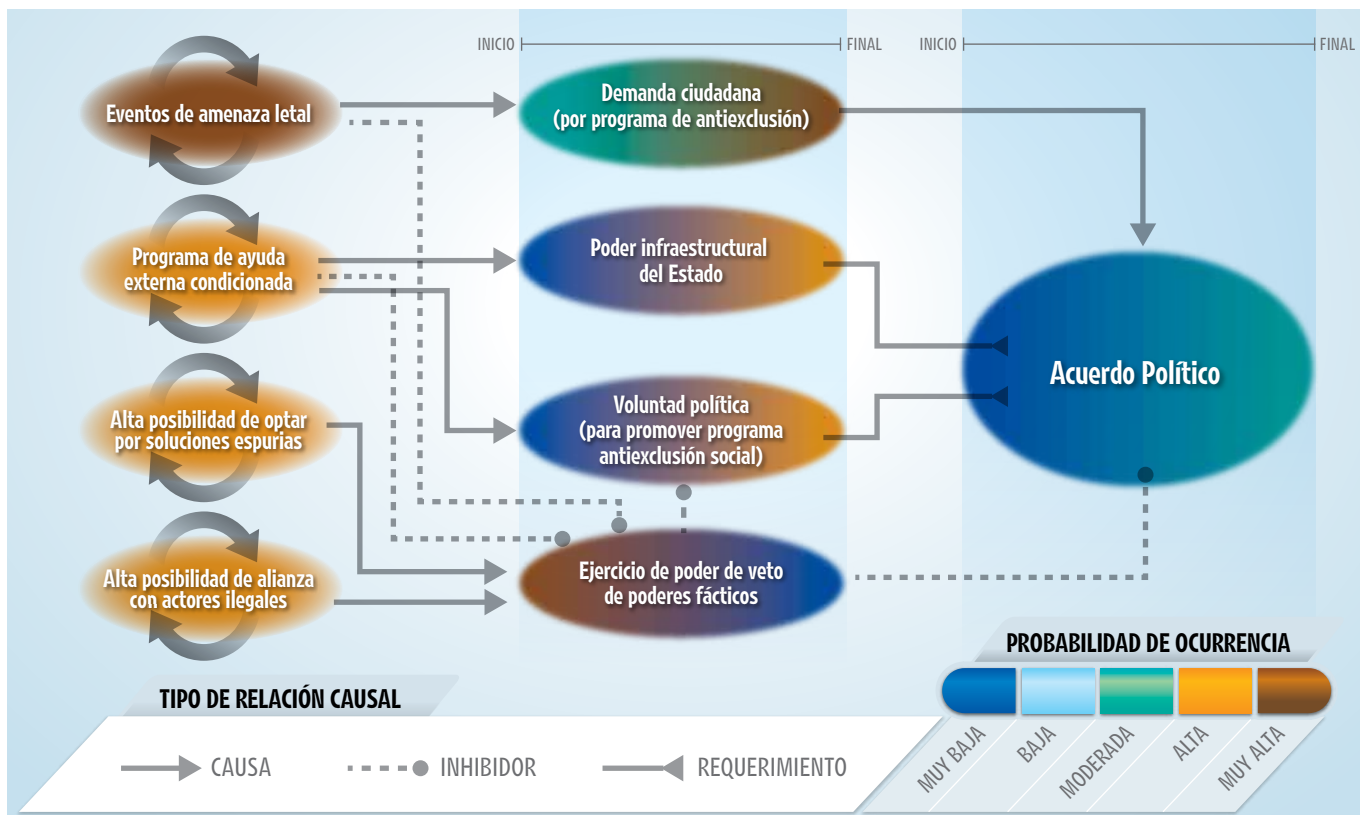 INICIO
FINAL
INICIO
FINAL
Eventos de amenaza letal
Demanda ciudadana
(por programa de antiexclusión)
Programa de ayuda
externa condicionada
Poder infraestructural
del Estado
Acuerdo Político
Alta posibilidad de optar
por soluciones espurias
Voluntad política
(para promover programa
antiexclusión social)
Alta posibilidad de alianza
con actores ilegales
Ejercicio de poder de veto
de poderes fácticos
TIPO DE RELACIÓN CAUSAL
CAUSA
INHIBIDOR
REQUERIMIENTO
PROBABILIDAD DE OCURRENCIA
MUY BAJA
BAJA
MODERADA
ALTA
MUY ALTA